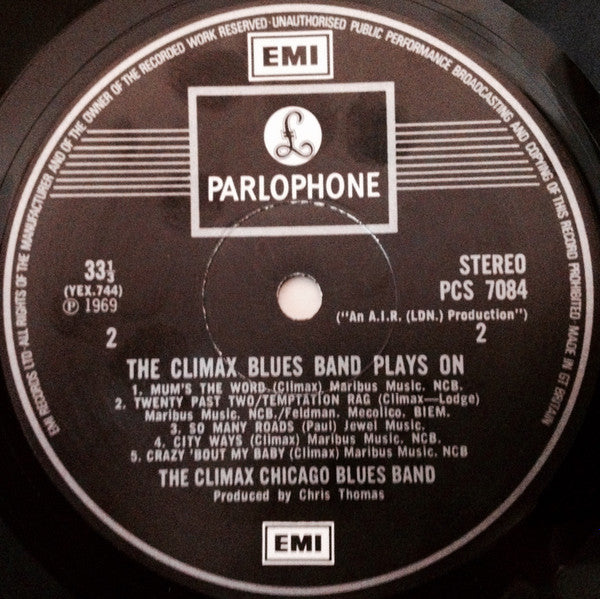 EMI RECORDS LTD · ALL RIGHTS OF THE MANUFACTURER AND OF THE OWNER OF THE RECORDED WORK RESERVED · UNAUTHORISED PUBLIC PERFORMANCE BROADCASTING AND COPYING OF THIS RECORD PROHIBITED · MADE IN GT BRITAIN
EMI
£
PARLOPHONE
33⅓
(YEX.744)
℗ 1969
2
STEREO
PCS 7084
("An A.I.R. (LDN.) Production")
2
THE CLIMAX BLUES BAND PLAYS ON
1. MUM'S THE WORD (Climax) Maribus Music. NCB.
2. TWENTY PAST TWO/TEMPTATION RAG (Climax—Lodge)
Maribus Music. NCB./Feldman. Mecolico. BIEM.
3. SO MANY ROADS (Paul) Jewel Music.
4. CITY WAYS (Climax) Maribus Music. NCB.
5. CRAZY 'BOUT MY BABY (Climax) Maribus Music. NCB
THE CLIMAX CHICAGO BLUES BAND
Produced by Chris Thomas
EMI